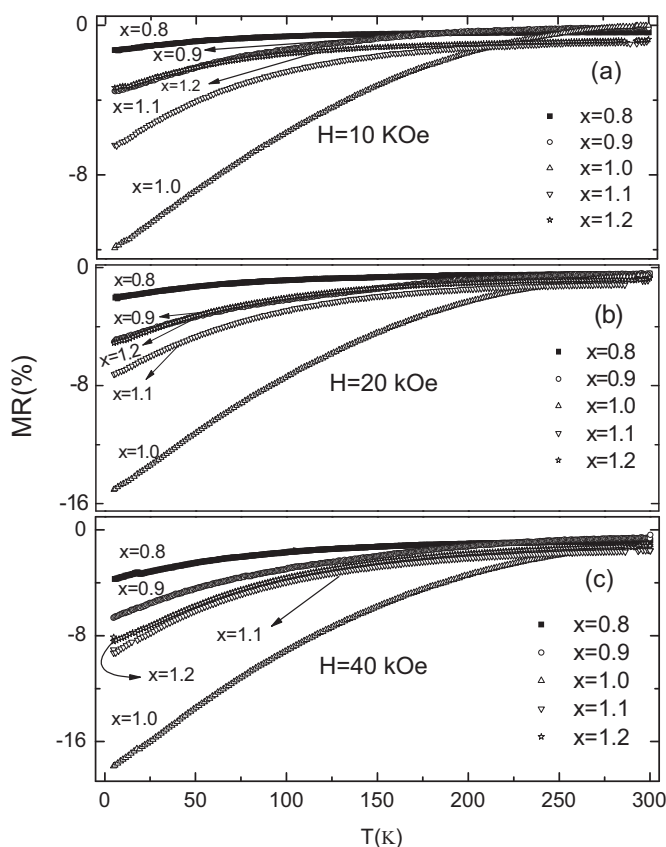 0
-8
x=0.8
x=0.9
x=1.2
x=1.1
x=1.0
(a)
H=10 KOe
x=0.8
x=0.9
x=1.0
x=1.1
x=1.2
0
-8
-16
x=0.8
x=0.9
x=1.2
x=1.1
x=1.0
(b)
H=20 kOe
x=0.8
x=0.9
x=1.0
x=1.1
x=1.2
MR(%)
0
-8
-16
x=0.8
x=0.9
x=1.1
x=1.2
x=1.0
(c)
H=40 kOe
x=0.8
x=0.9
x=1.0
x=1.1
x=1.2
0 50 100 150 200 250 300
T(K)